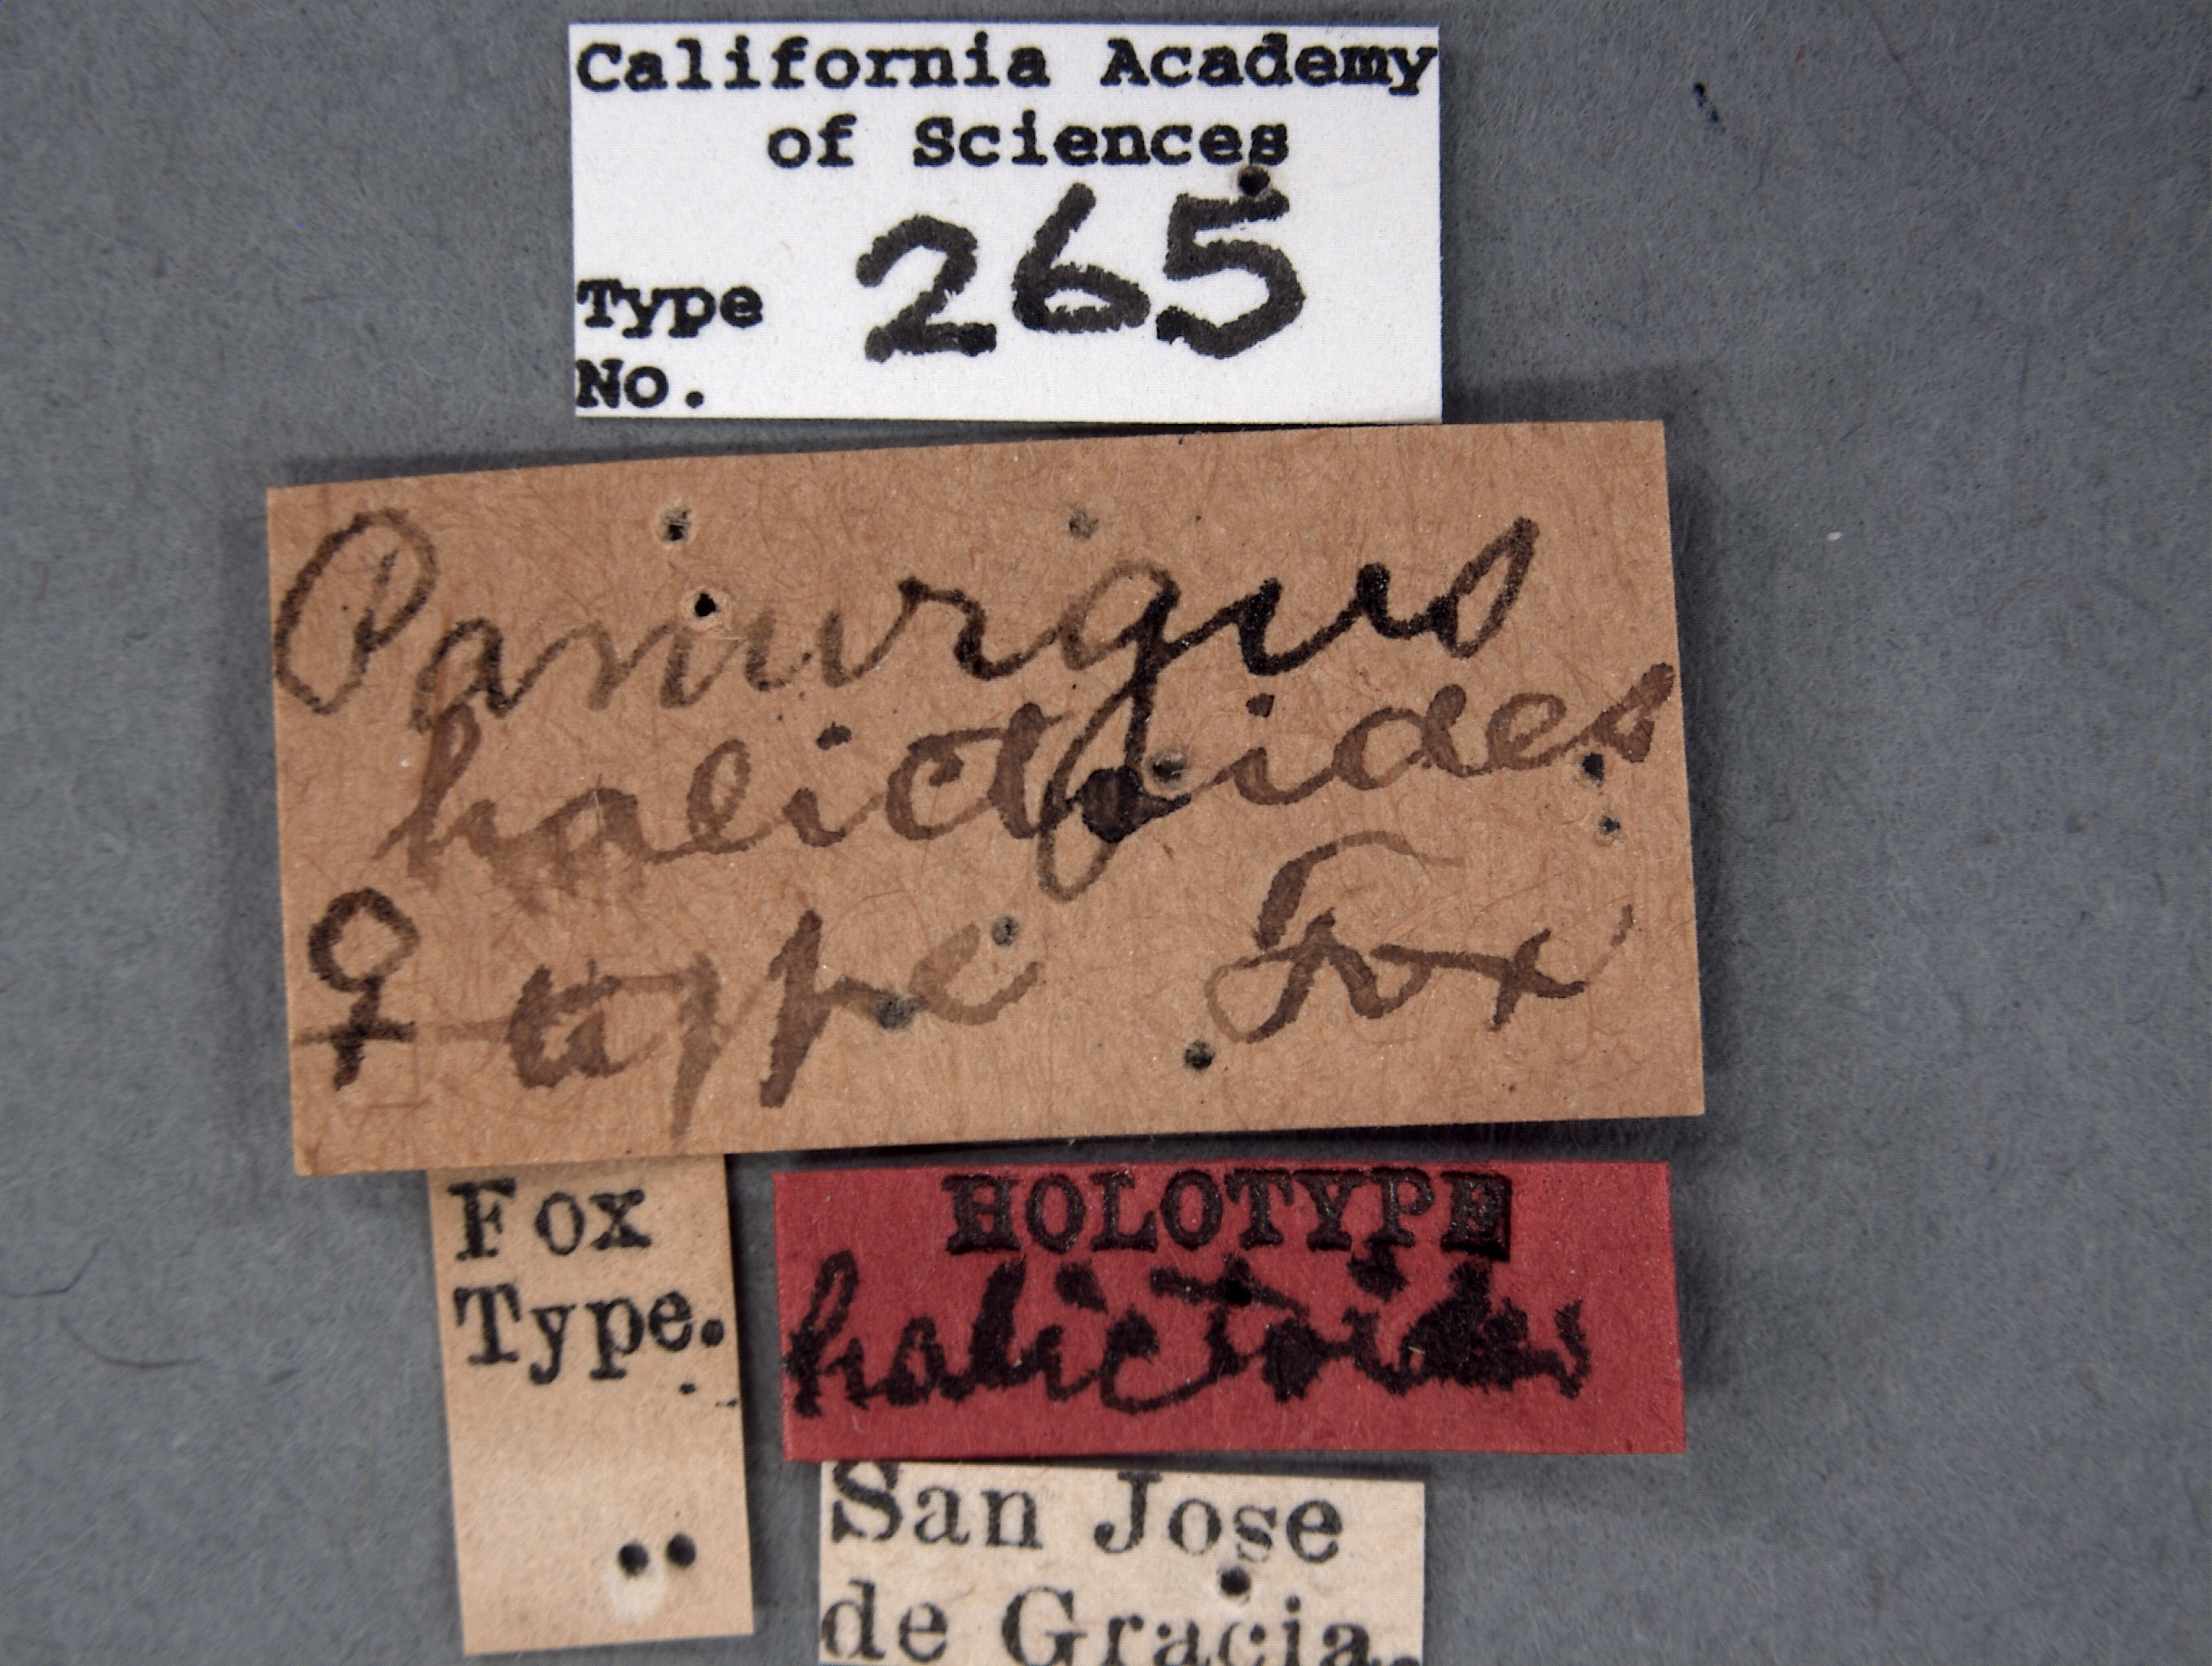 California Academy
of Sciences
Type
No. 265
Panurgus
halictoides
♀ type Fox
Fox
Type.
HOLOTYPE
halictoides
San Jose
de Gracia.